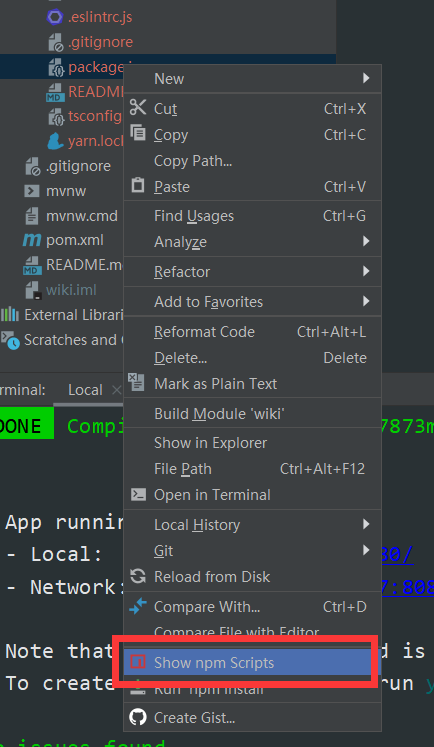 .eslintrc.js
.gitignore
package.j
README
tsconfig
yarn.lock
.gitignore
mvnw
mvnw.cmd
pom.xml
README.m
wiki.iml
External Librari
Scratches and
New
Cut Ctrl+X
Copy Ctrl+C
Copy Path...
Paste Ctrl+V
Find Usages Ctrl+G
Analyze
Refactor
Add to Favorites
Reformat Code Ctrl+Alt+L
Delete... Delete
Mark as Plain Text
Build Module 'wiki'
Show in Explorer
File Path Ctrl+Alt+F12
Open in Terminal
Local History
Git
Reload from Disk
Compare With... Ctrl+D
Compare File with Editor
Show npm Scripts
Run 'npm install'
Create Gist...
erminal: Local
DONE Compi 7873m
App runnin
- Local: 80/
- Network: 7:808
Note that d is
To create run y
o issues found